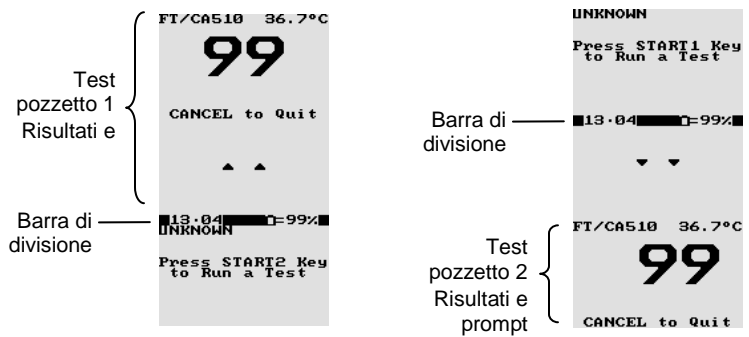 FT/CA510 36.7°C
99
Test
pozzetto 1
Risultati e
CANCEL to Quit
Barra di
divisione
13·04 =99%
UNKNOWN
Press START2 Key
to Run a Test
UNKNOWN
Press START1 Key
to Run a Test
Barra di
divisione
13·04 =99%
FT/CA510 36.7°C
99
Test
pozzetto 2
Risultati e
prompt
CANCEL to Quit